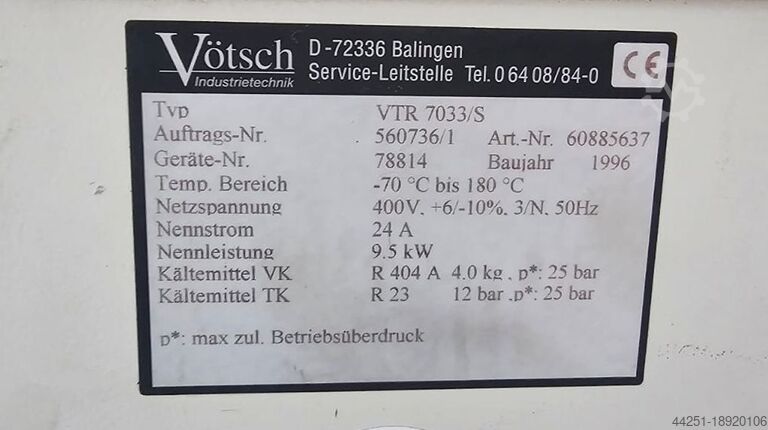 Vötsch
Industrietechnik
D-72336 Balingen
Service-Leitstelle Tel. 0 64 08/84-0
CE
Typ VTR 7033/S
Auftrags-Nr. 560736/1 Art.-Nr. 60885637
Geräte-Nr. 78814 Baujahr 1996
Temp. Bereich -70 °C bis 180 °C
Netzspannung 400V, +6/-10%, 3/N, 50Hz
Nennstrom 24 A
Nennleistung 9.5 kW
Kältemittel VK R 404 A 4.0 kg , p*: 25 bar
Kältemittel TK R 23 12 bar ,p*: 25 bar
p*: max zul. Betriebsüberdruck
44251-18920106